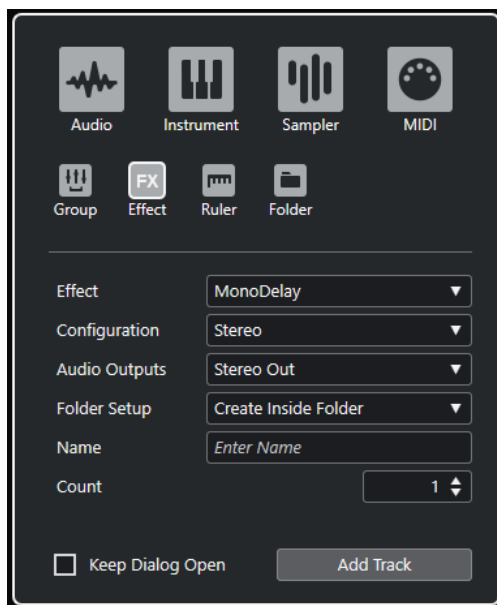 Audio Instrument Sampler MIDI
FX
Group Effect Ruler Folder
Effect MonoDelay
Configuration Stereo
Audio Outputs Stereo Out
Folder Setup Create Inside Folder
Name Enter Name
Count 1
Keep Dialog Open Add Track